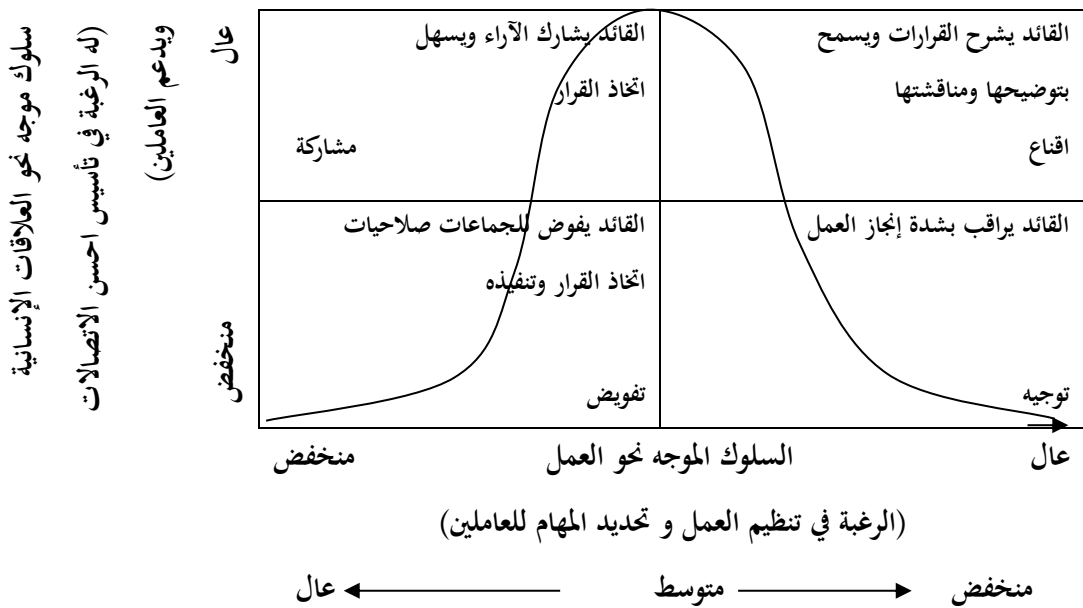 سلوك موجه نحو العلاقات الإنسانية
(له الرغبة في تأسيس احسن الاتصالات
ويدعم العاملين)
عال
منخفض
القائد يشرح القرارات ويسمح
بتوضيحها ومناقشتها
اقناع
القائد يشارك الآراء ويسهل
اتخاذ القرار
مشاركة
القائد يراقب بشدة إنجاز العمل
توجيه
القائد يفوض للجماعات صلاحيات
اتخاذ القرار وتنفيذه
تفويض
عال
السلوك الموجه نحو العمل
منخفض
(الرغبة في تنظيم العمل و تحديد المهام للعاملين)
منخفض
متوسط
عال